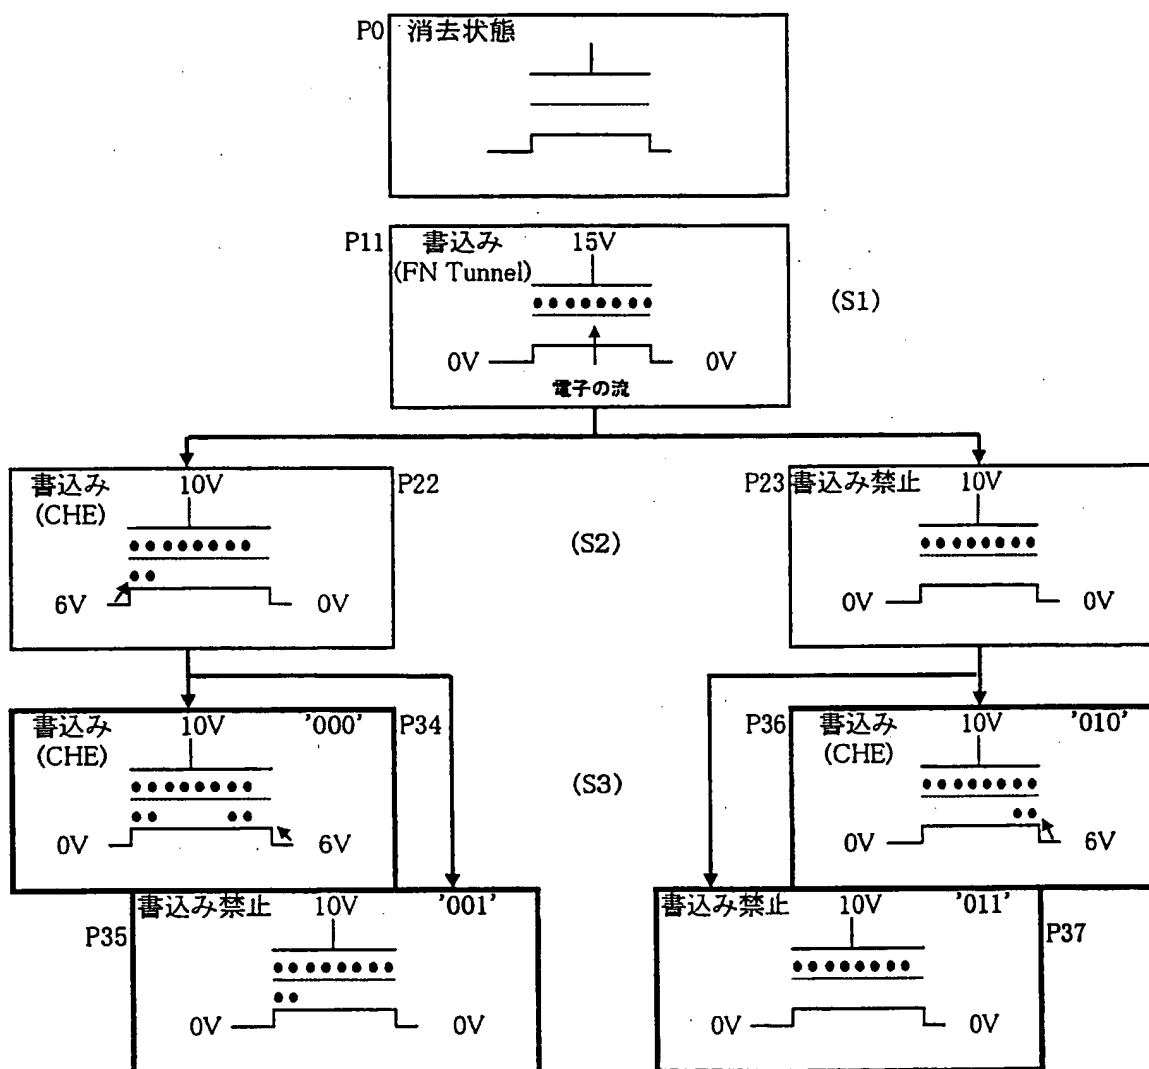 P0 消去状態
P11 書込み 15V
(FN Tunnel)
(S1)
0V 0V
電子の流
書込み 10V P22
(CHE)
(S2)
6V 0V
P23 書込み禁止 10V
0V 0V
書込み 10V '000' P34
(CHE)
(S3)
0V 6V
P36 書込み 10V '010'
(CHE)
0V 6V
P35 書込み禁止 10V '001'
0V 0V
書込み禁止 10V '011' P37
0V 0V